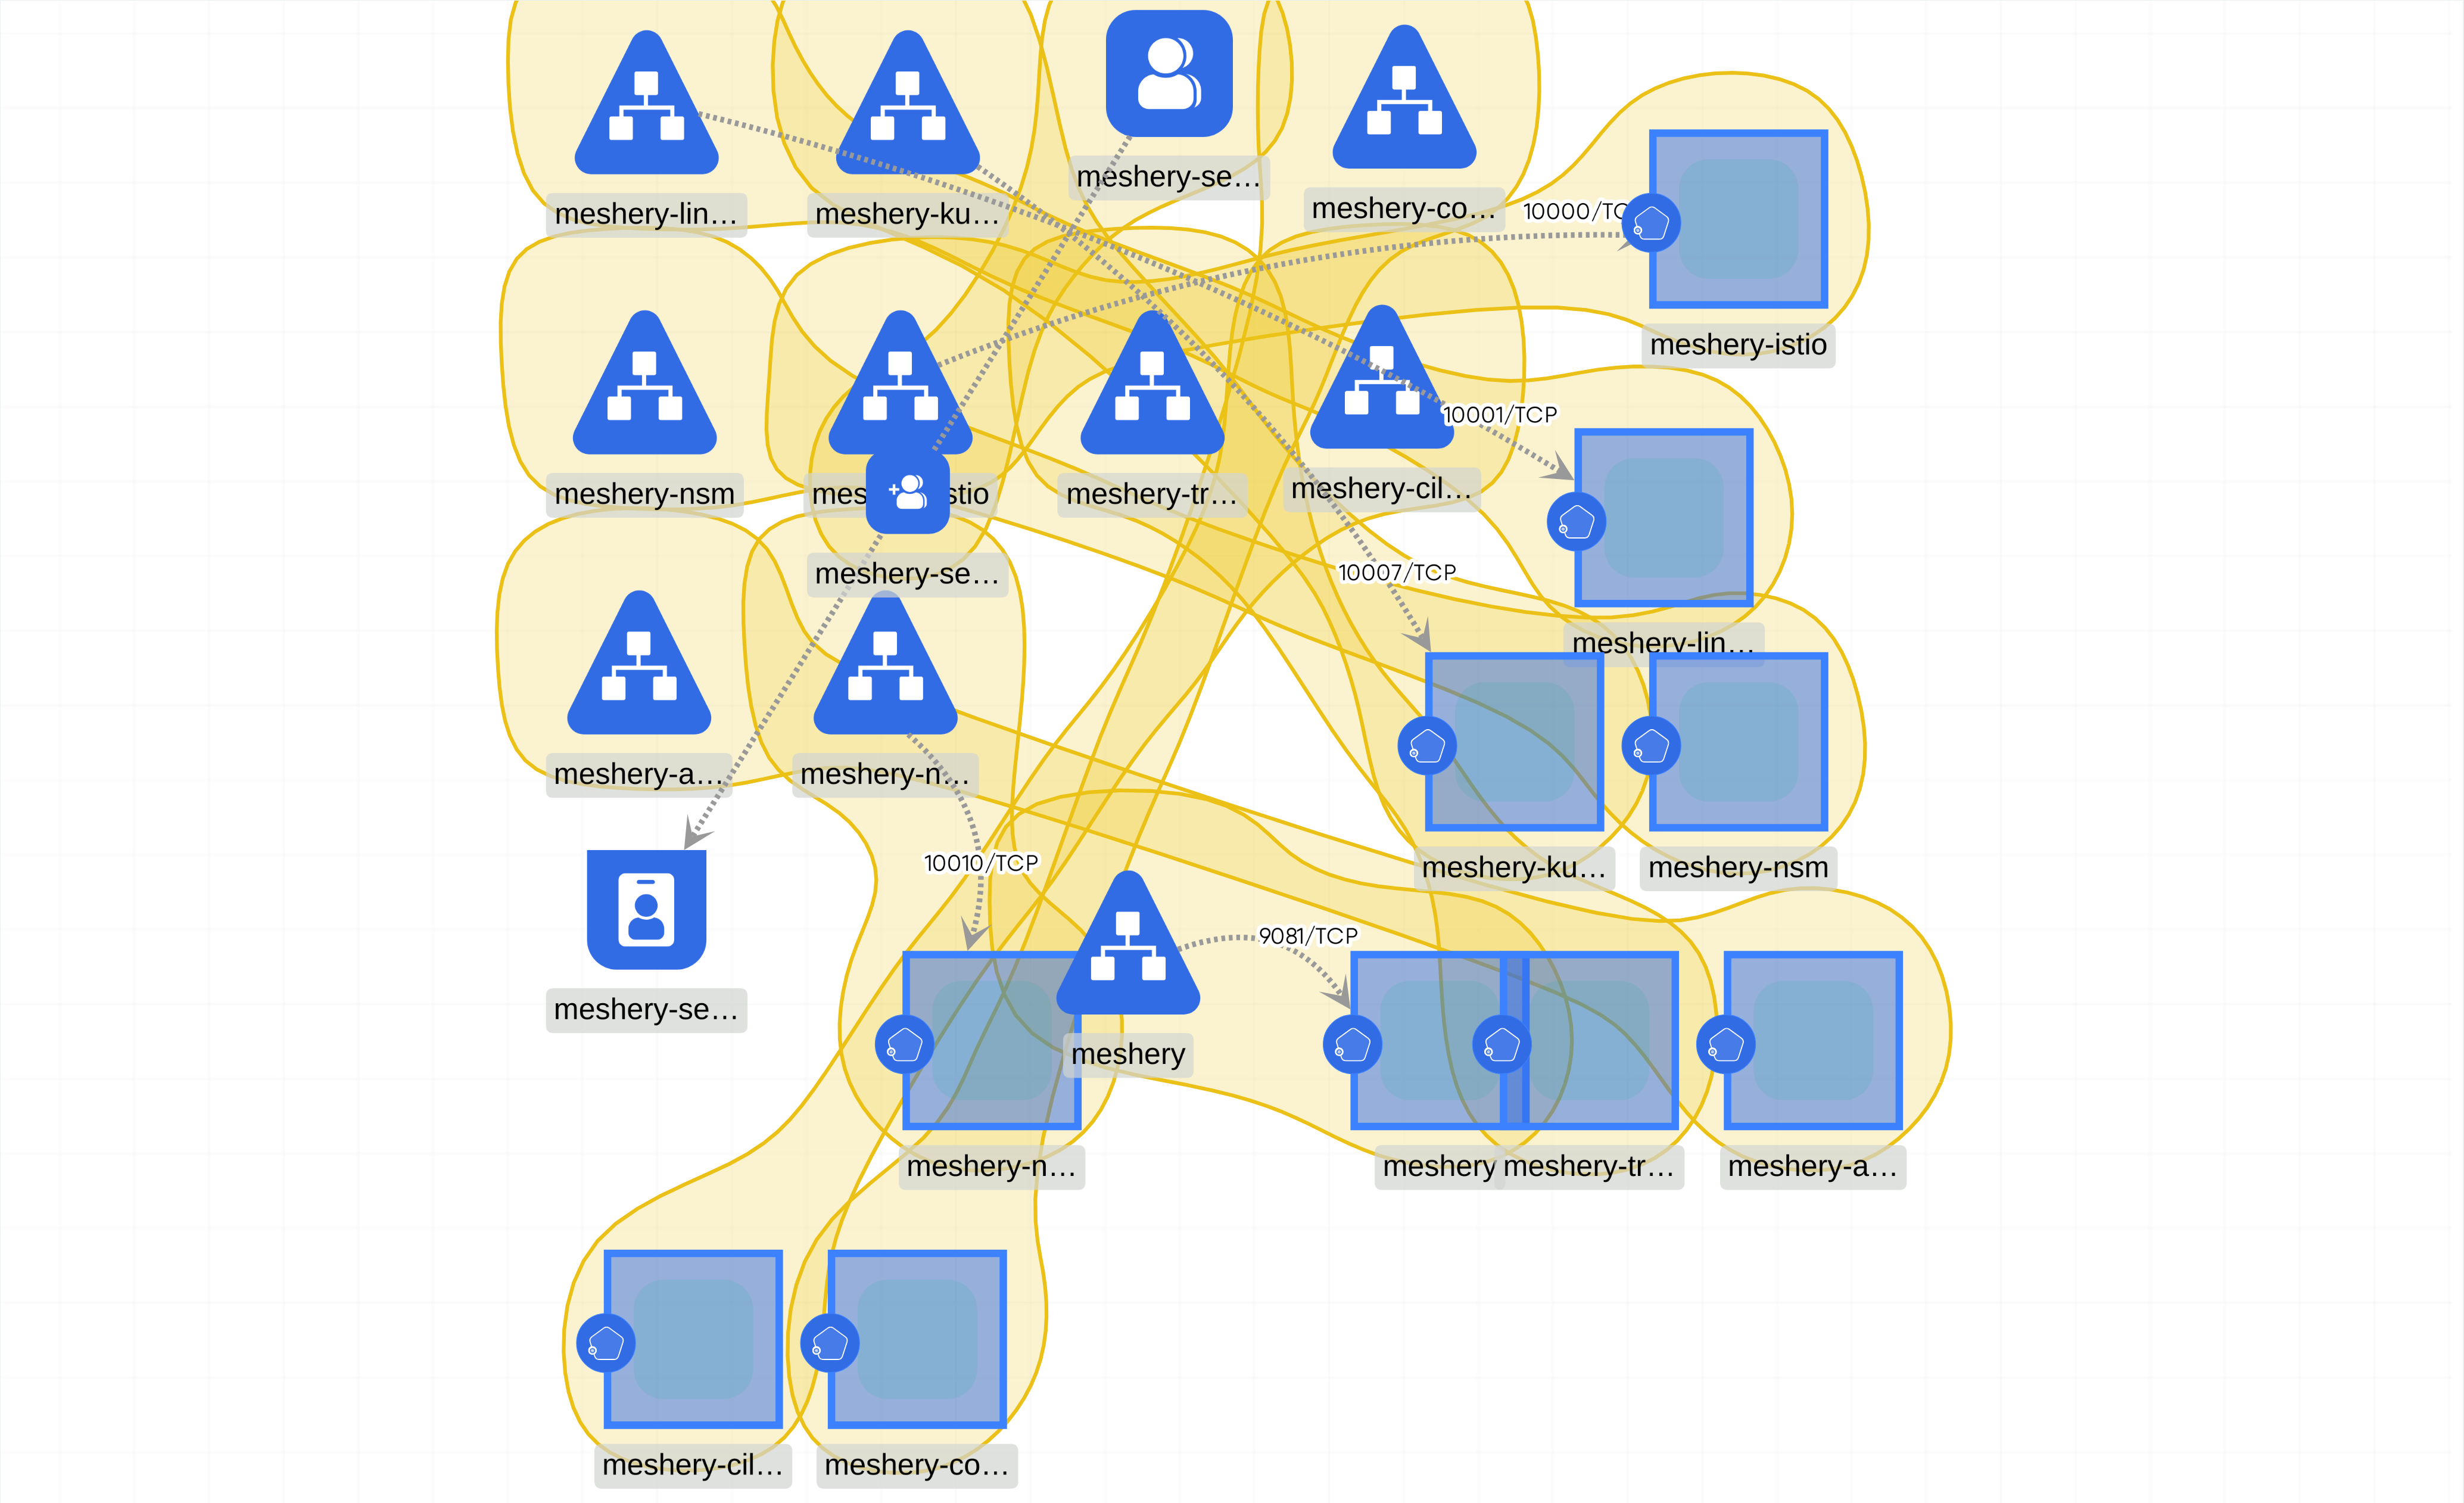 meshery-se…
meshery-co…
meshery-lin…
meshery-ku…
10000/TC
meshery-istio
10001/TCP
meshery-nsm
mes
stio
meshery-tr…
meshery-cil…
meshery-se…
10007/TCP
meshery-lin…
meshery-a…
meshery-n…
10010/TCP
meshery-ku…
meshery-nsm
9081/TCP
meshery-se…
meshery
meshery-n…
meshery
meshery-tr…
meshery-a…
meshery-cil…
meshery-co…